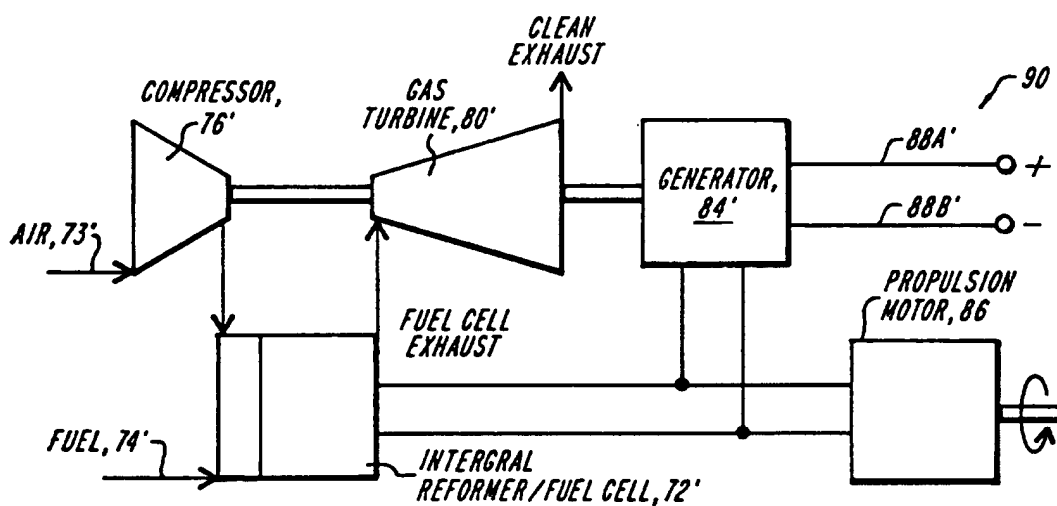 CLEAN
EXHAUST
90
COMPRESSOR,
76'
GAS
TURBINE,80'
88A'
+
GENERATOR,
84'
88B'
-
AIR,73'
PROPULSION
MOTOR,86
FUEL CELL
EXHAUST
FUEL,74'
INTERGRAL
REFORMER/FUEL CELL,72'